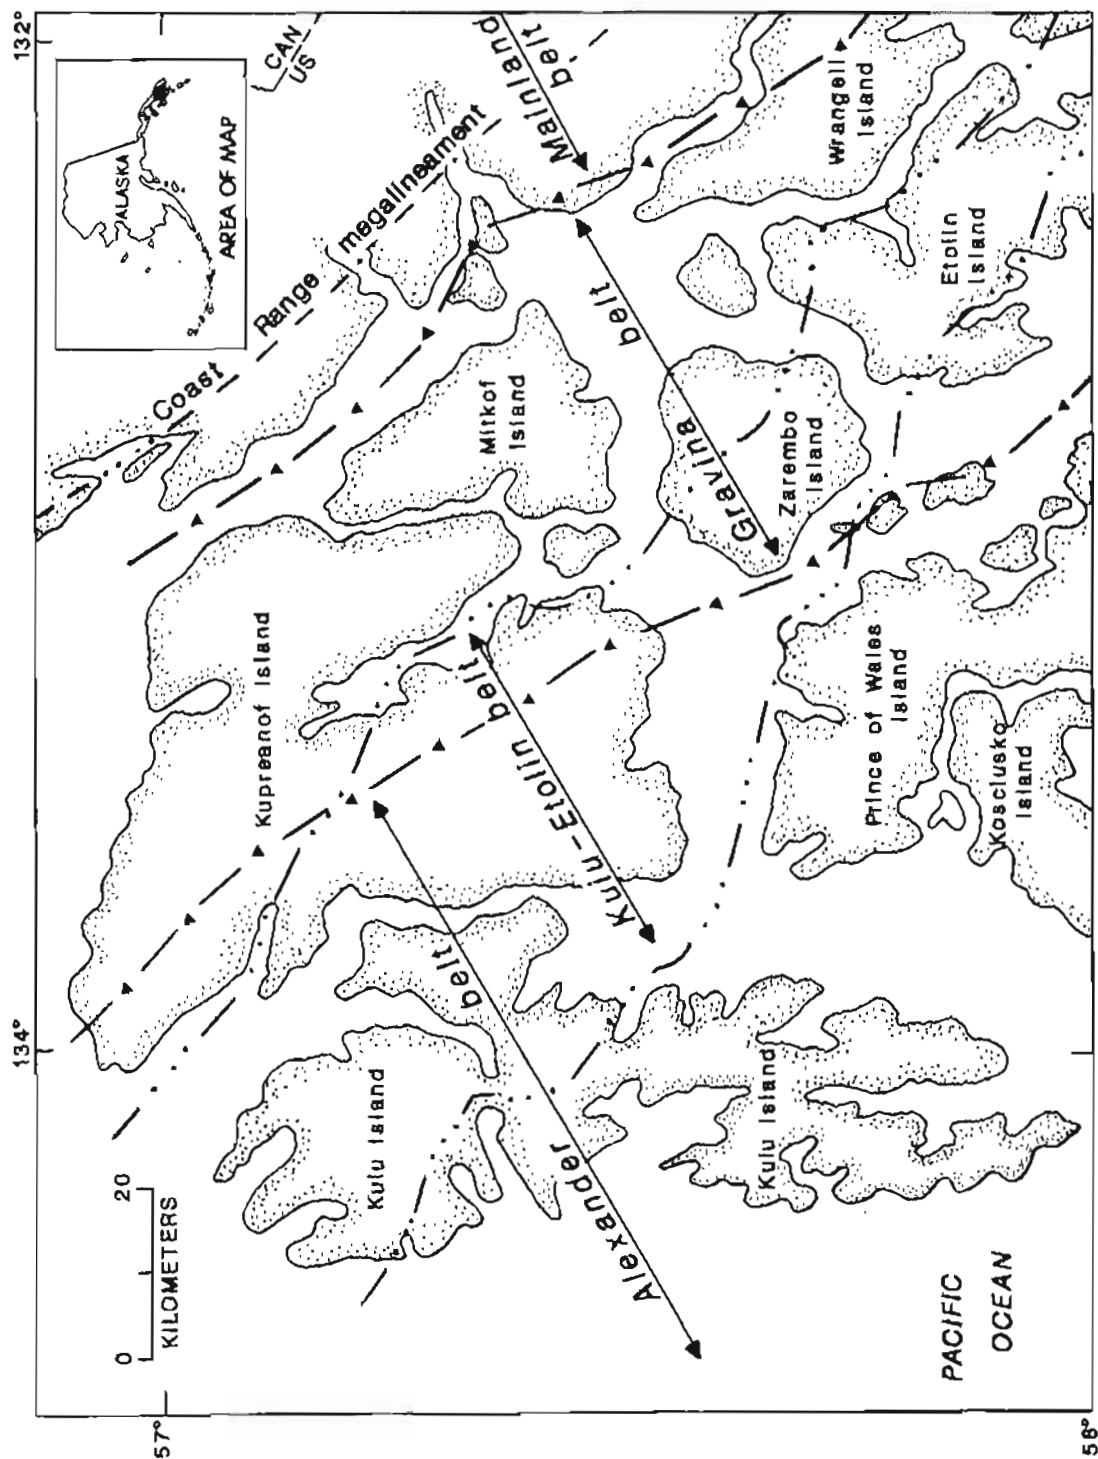 134°
132°
57°
0 20
KILOMETERS
ALASKA
AREA OF MAP
CAN
US
Coast Range megalineament
Kupreanof Island
Kuiu Island
Mitkof
Island
Mainland
belt
Alexander belt
Kuiu-Etolin belt
Gravina belt
Kuiu Island
Zarembo
Island
Wrangell
Island
Prince of Wales
Island
Etolin
Island
Kosciusko
Island
PACIFIC
OCEAN
56°